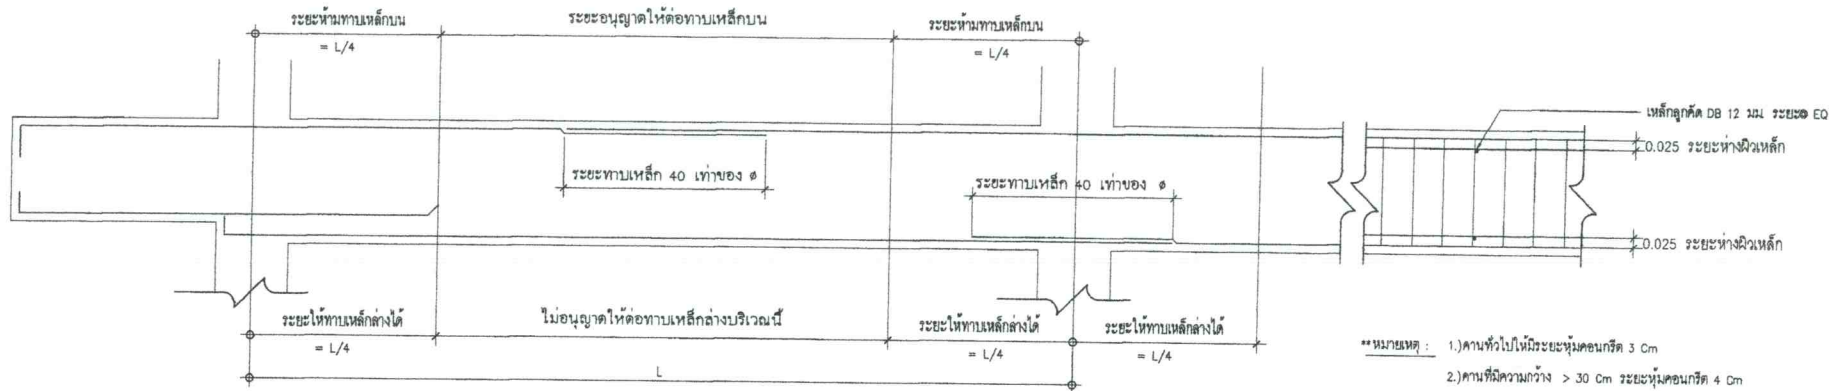 ระยะห้ามทาบเหล็กบน
= L/4
ระยะอนุญาตให้ต่อทาบเหล็กบน
ระยะห้ามทาบเหล็กบน
= L/4
เหล็กลูกคัด DB 12 มม. ระยะ@ EQ
0.025 ระยะห่างผิวเหล็ก
ระยะทาบเหล็ก 40 เท่าของ ø
ระยะทาบเหล็ก 40 เท่าของ ø
0.025 ระยะห่างผิวเหล็ก
ระยะให้ทาบเหล็กล่างได้
= L/4
ไม่อนุญาตให้ต่อทาบเหล็กล่างบริเวณนี้
ระยะให้ทาบเหล็กล่างได้
= L/4
ระยะให้ทาบเหล็กล่างได้
= L/4
L
**หมายเหตุ : 1.)คานทั่วไปให้มีระยะหุ้มคอนกรีต 3 Cm
2.)คานที่มีความกว้าง > 30 Cm ระยะหุ้มคอนกรีต 4 Cm